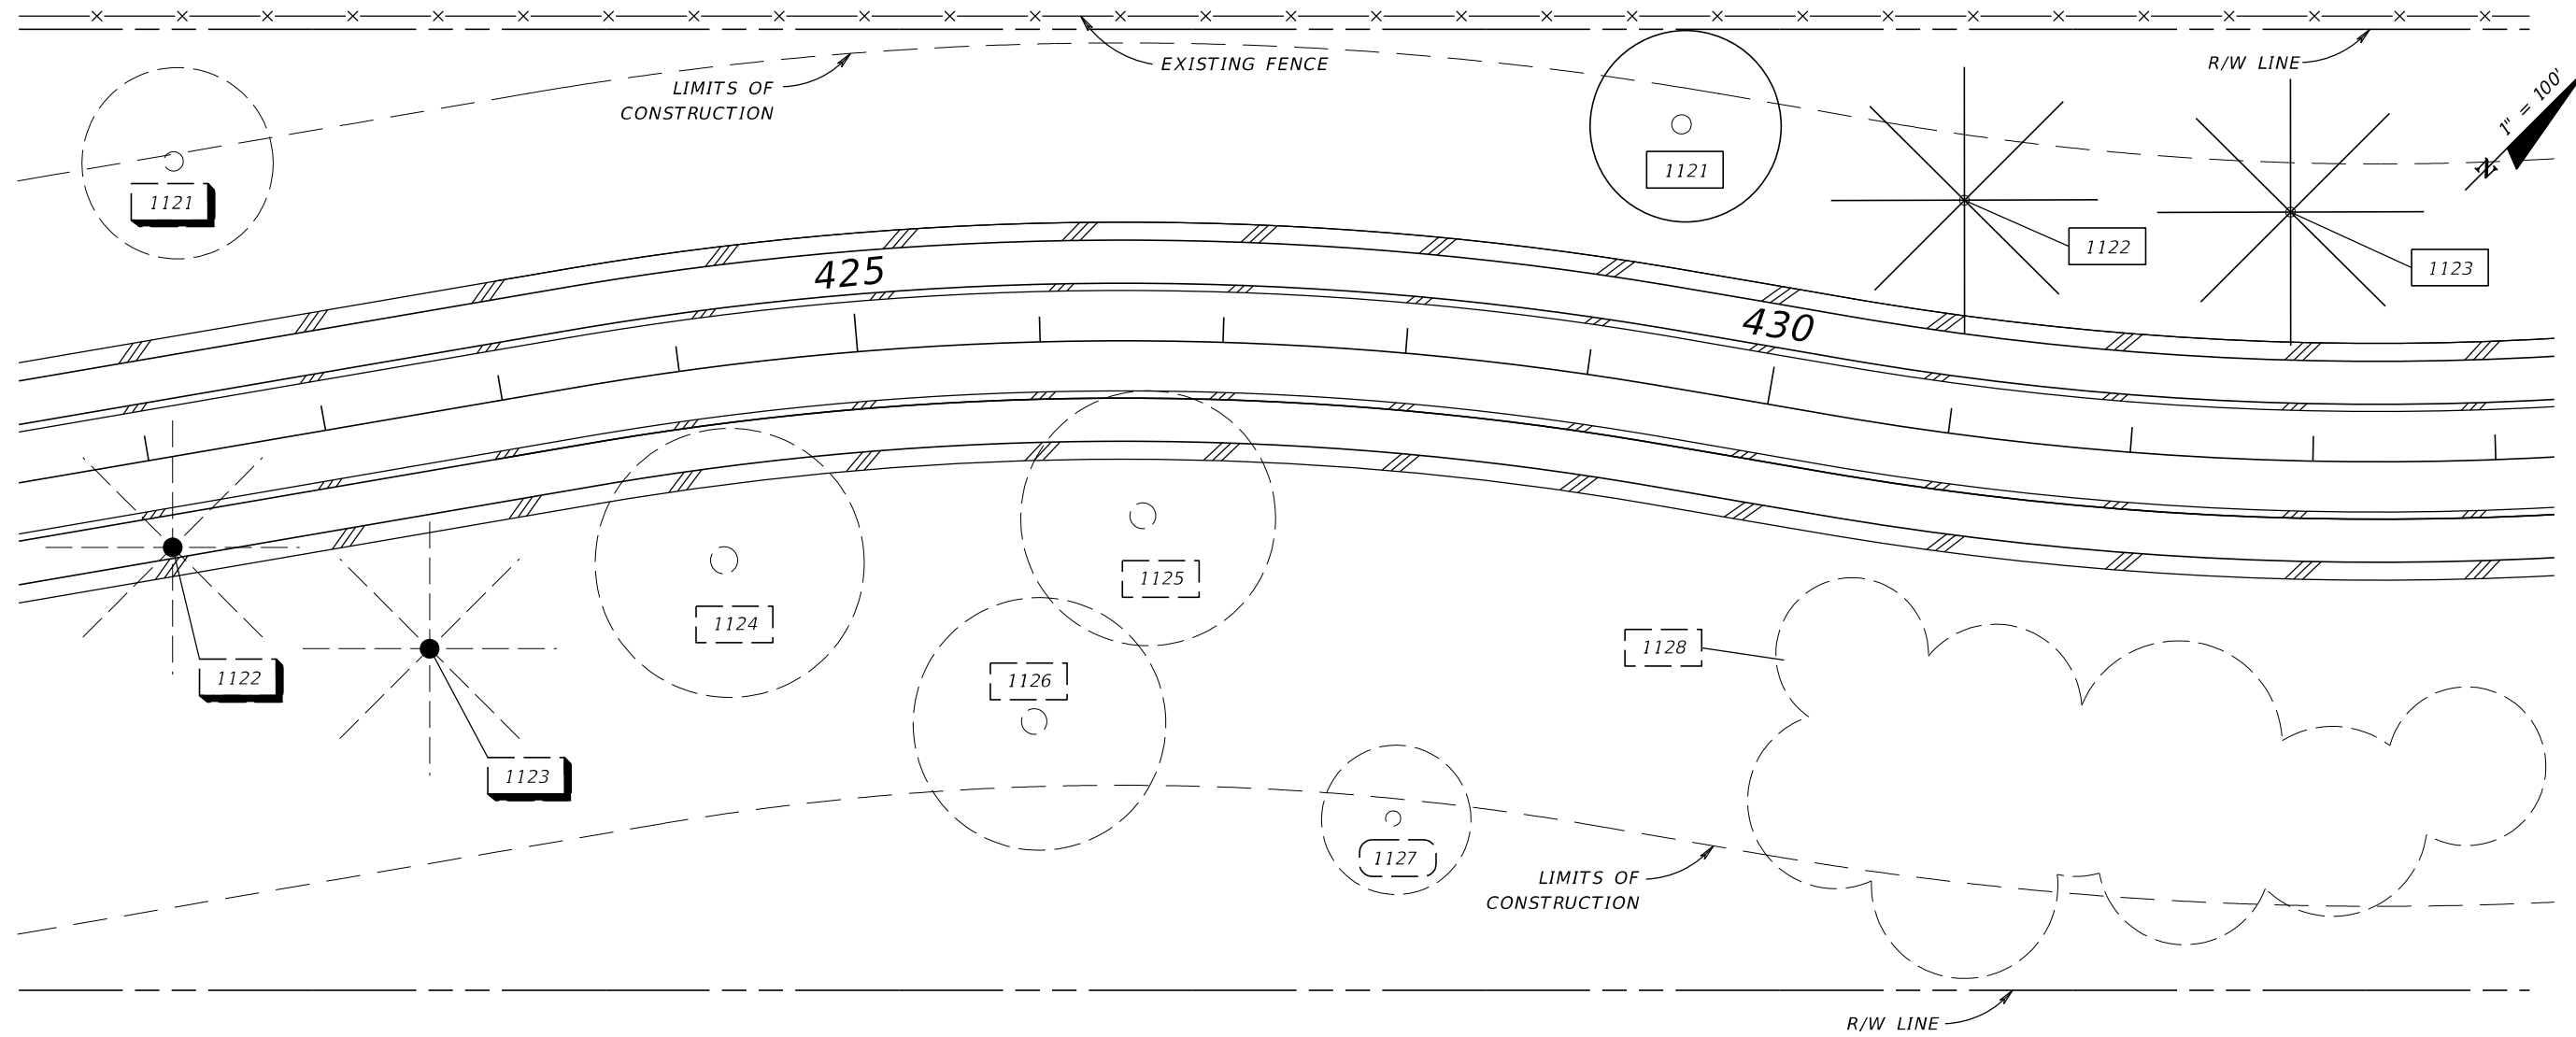 EXISTING FENCE
R/W LINE
LIMITS OF
CONSTRUCTION
1" = 100'
N
1121
1121
1122
1123
425
430
1125
1124
1128
1126
1122
1123
1127
LIMITS OF
CONSTRUCTION
R/W LINE